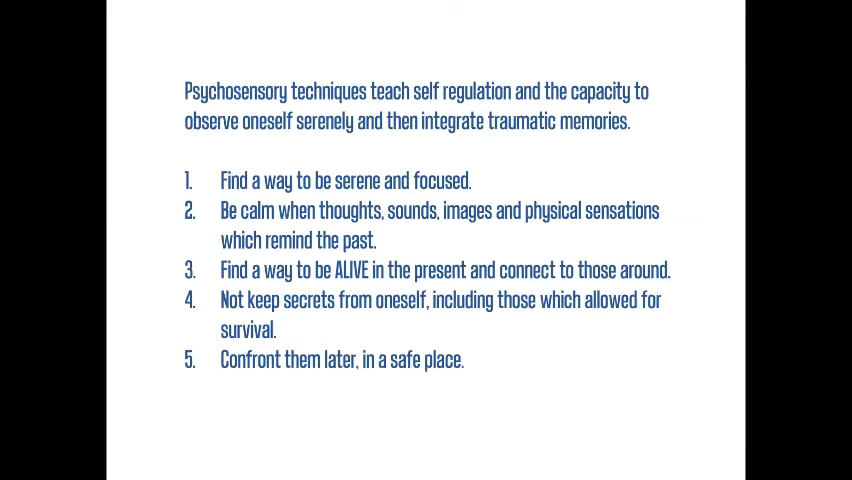 Psychosensory techniques teach self regulation and the capacity to
observe oneself serenely and then integrate traumatic memories.
1. Find a way to be serene and focused.
2. Be calm when thoughts, sounds, images and physical sensations
which remind the past.
3. Find a way to be ALIVE in the present and connect to those around.
4. Not keep secrets from oneself, including those which allowed for
survival.
5. Confront them later, in a safe place.